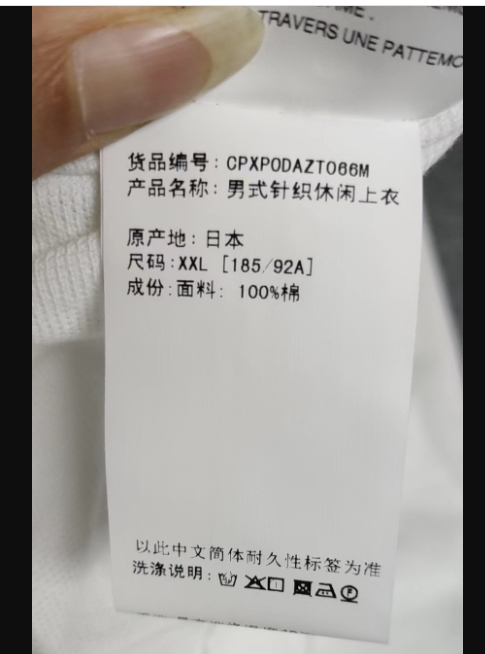 TRAVERS UNE PATTEMO
货品编号: CPXPODAZT066M
产品名称: 男式针织休闲上衣
原产地: 日本
尺码:XXL [185/92A]
成份:面料: 100%棉
以此中文简体耐久性标签为准
洗涤说明: